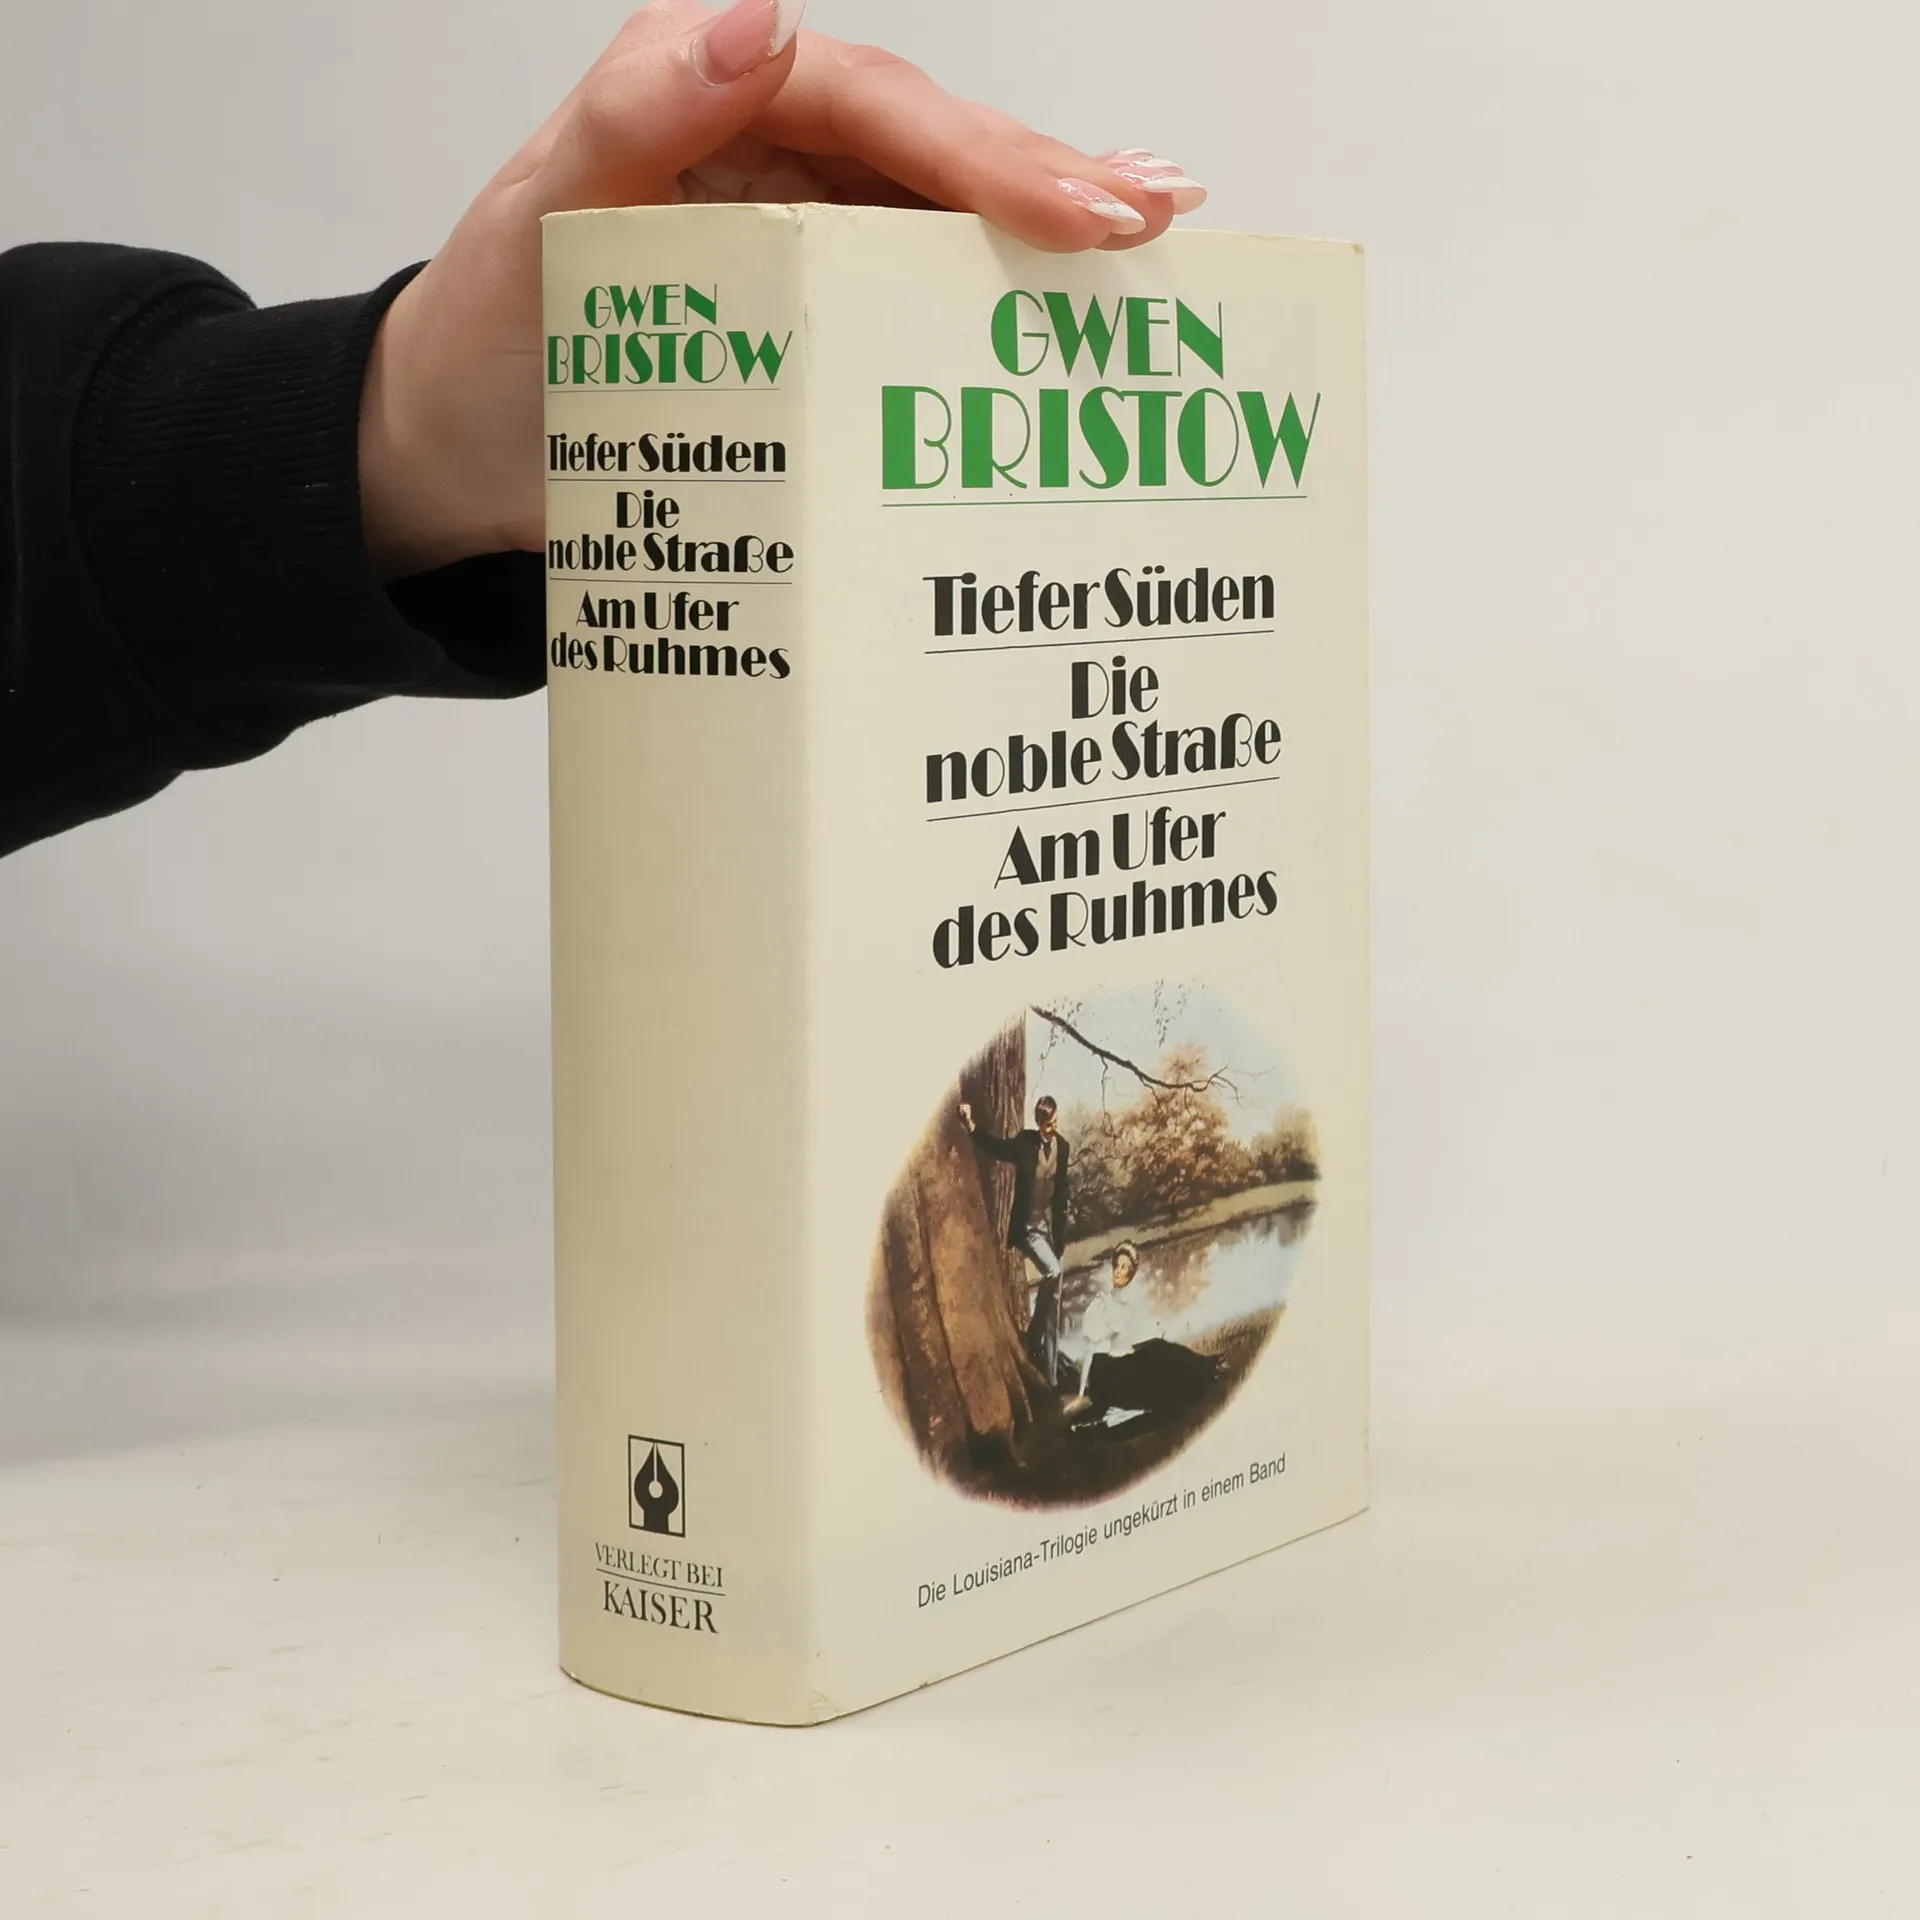 GWEN
BRISTOW
Tiefer Süden
Die
noble Straße
Am Ufer
des Ruhmes
VERLEGT BEI
KAISER
GWEN
BRISTOW
Tiefer Süden
Die
noble Straße
Am Ufer
des Ruhmes
Die Louisiana-Trilogie ungekürzt in einem Band